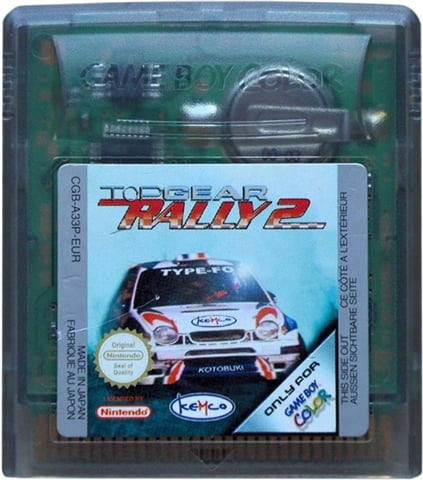 GAME BOY COLOR
TOP GEAR
RALLY 2
CGB-A33P-EUR
TYPE-FO
KEMCO
KOTOBUKI
Original
Nintendo
Seal of
Quality
LICENSED BY
Nintendo
KEMCO
ONLY FOR
GAME BOY
COLOR
MADE IN JAPAN
FABRIQUE AU JAPON
THIS SIDE OUT CE CÔTÉ A L'EXTÉRIEUR
AUSSEN SICHTBARE SEITE